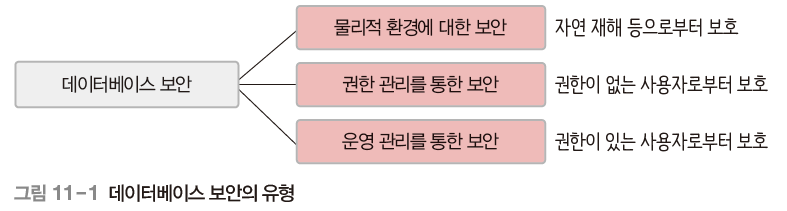 물리적 환경에 대한 보안 자연 재해 등으로부터 보호
데이터베이스 보안 권한 관리를 통한 보안 권한이 없는 사용자로부터 보호
운영 관리를 통한 보안 권한이 있는 사용자로부터 보호
그림 11-1 데이터베이스 보안의 유형